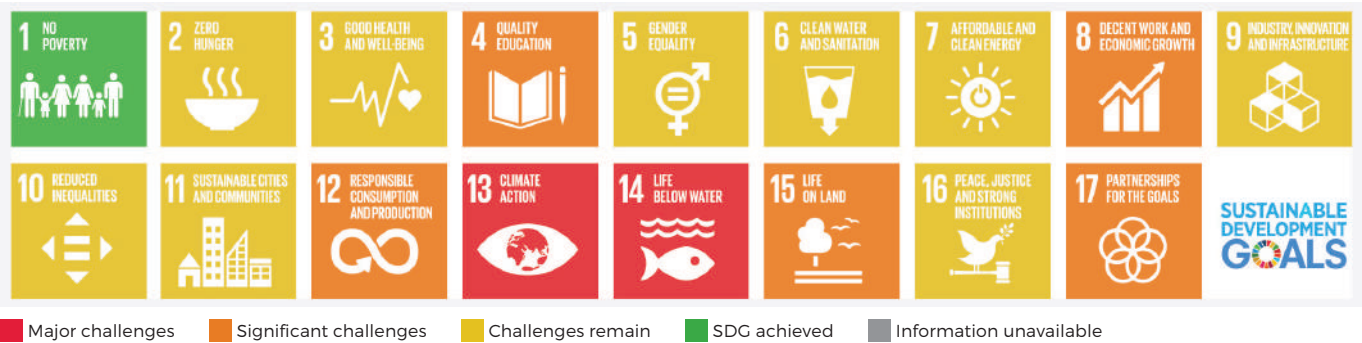 1 NO
POVERTY
2 ZERO
HUNGER
3 GOOD HEALTH
AND WELL-BEING
4 QUALITY
EDUCATION
5 GENDER
EQUALITY
6 CLEAN WATER
AND SANITATION
7 AFFORDABLE AND
CLEAN ENERGY
8 DECENT WORK AND
ECONOMIC GROWTH
9 INDUSTRY, INNOVATION
AND INFRASTRUCTURE
10 REDUCED
INEQUALITIES
11 SUSTAINABLE CITIES
AND COMMUNITIES
12 RESPONSIBLE
CONSUMPTION
AND PRODUCTION
13 CLIMATE
ACTION
14 LIFE
BELOW WATER
15 LIFE
ON LAND
16 PEACE, JUSTICE
AND STRONG
INSTITUTIONS
17 PARTNERSHIPS
FOR THE GOALS
SUSTAINABLE
DEVELOPMENT
GOALS
Major challenges
Significant challenges
Challenges remain
SDG achieved
Information unavailable